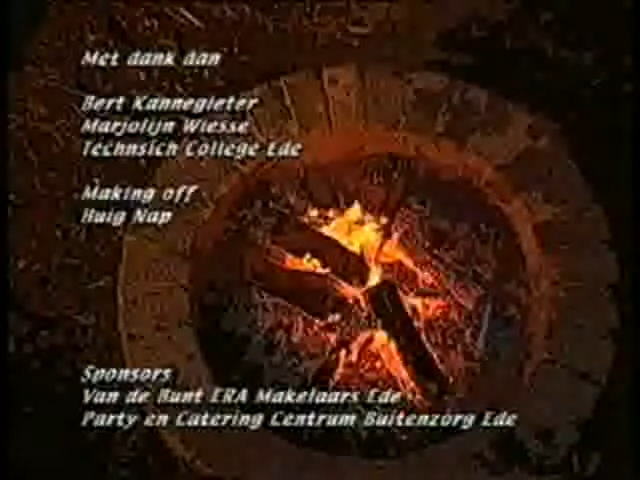 Met dank aan
Bert Kannegieter
Marjolijn Wiesse
Technsich College Ede
Making off
Huig Nap
Sponsors
Van de Bunt ERA Makelaars Ede
Party en Catering Centrum Buitenzorg Ede